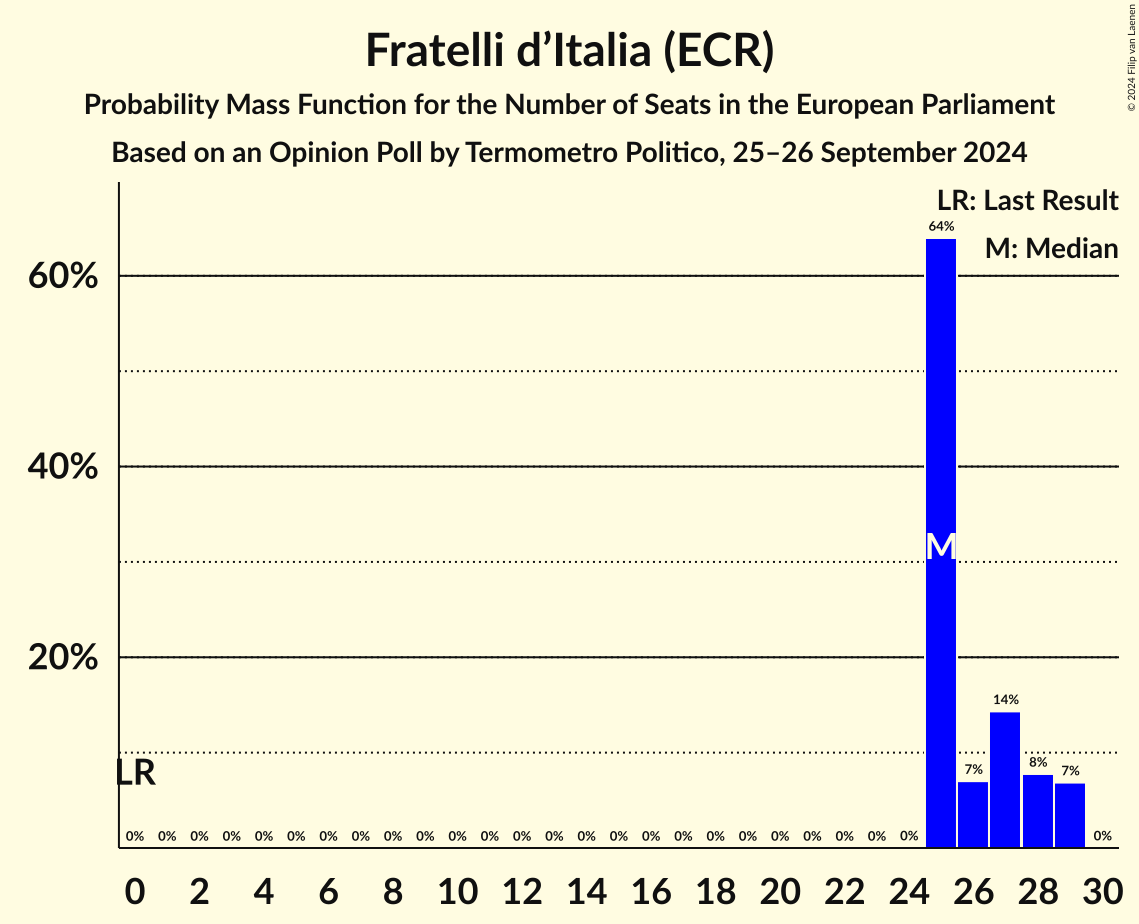 Fratelli d’Italia (ECR)
Probability Mass Function for the Number of Seats in the European Parliament
Based on an Opinion Poll by Termometro Politico, 25–26 September 2024
© 2024 Filip van Laenen
LR: Last Result
M: Median
64%
60%
40%
M
20%
14%
LR
7%
8%
7%
0% 0% 0% 0% 0% 0% 0% 0% 0% 0% 0% 0% 0% 0% 0% 0% 0% 0% 0% 0% 0% 0% 0% 0% 0% 0%
0 2 4 6 8 10 12 14 16 18 20 22 24 26 28 30